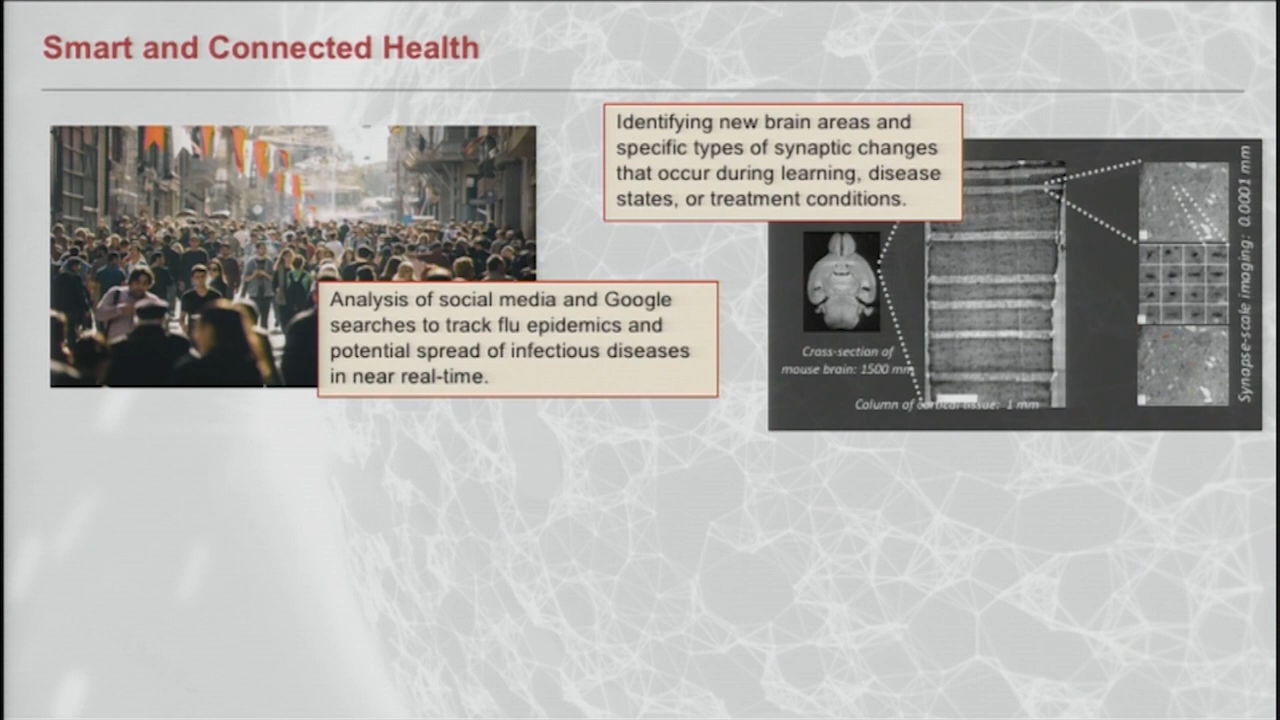 Smart and Connected Health
Identifying new brain areas and
specific types of synaptic changes
that occur during learning, disease
states, or treatment conditions.
Analysis of social media and Google
searches to track flu epidemics and
potential spread of infectious diseases
in near real-time.
Cross-section of
mouse brain: 1500 mm
Column of cortical tissue: 1 mm
Synapse-scale imaging: 0.0001 mm